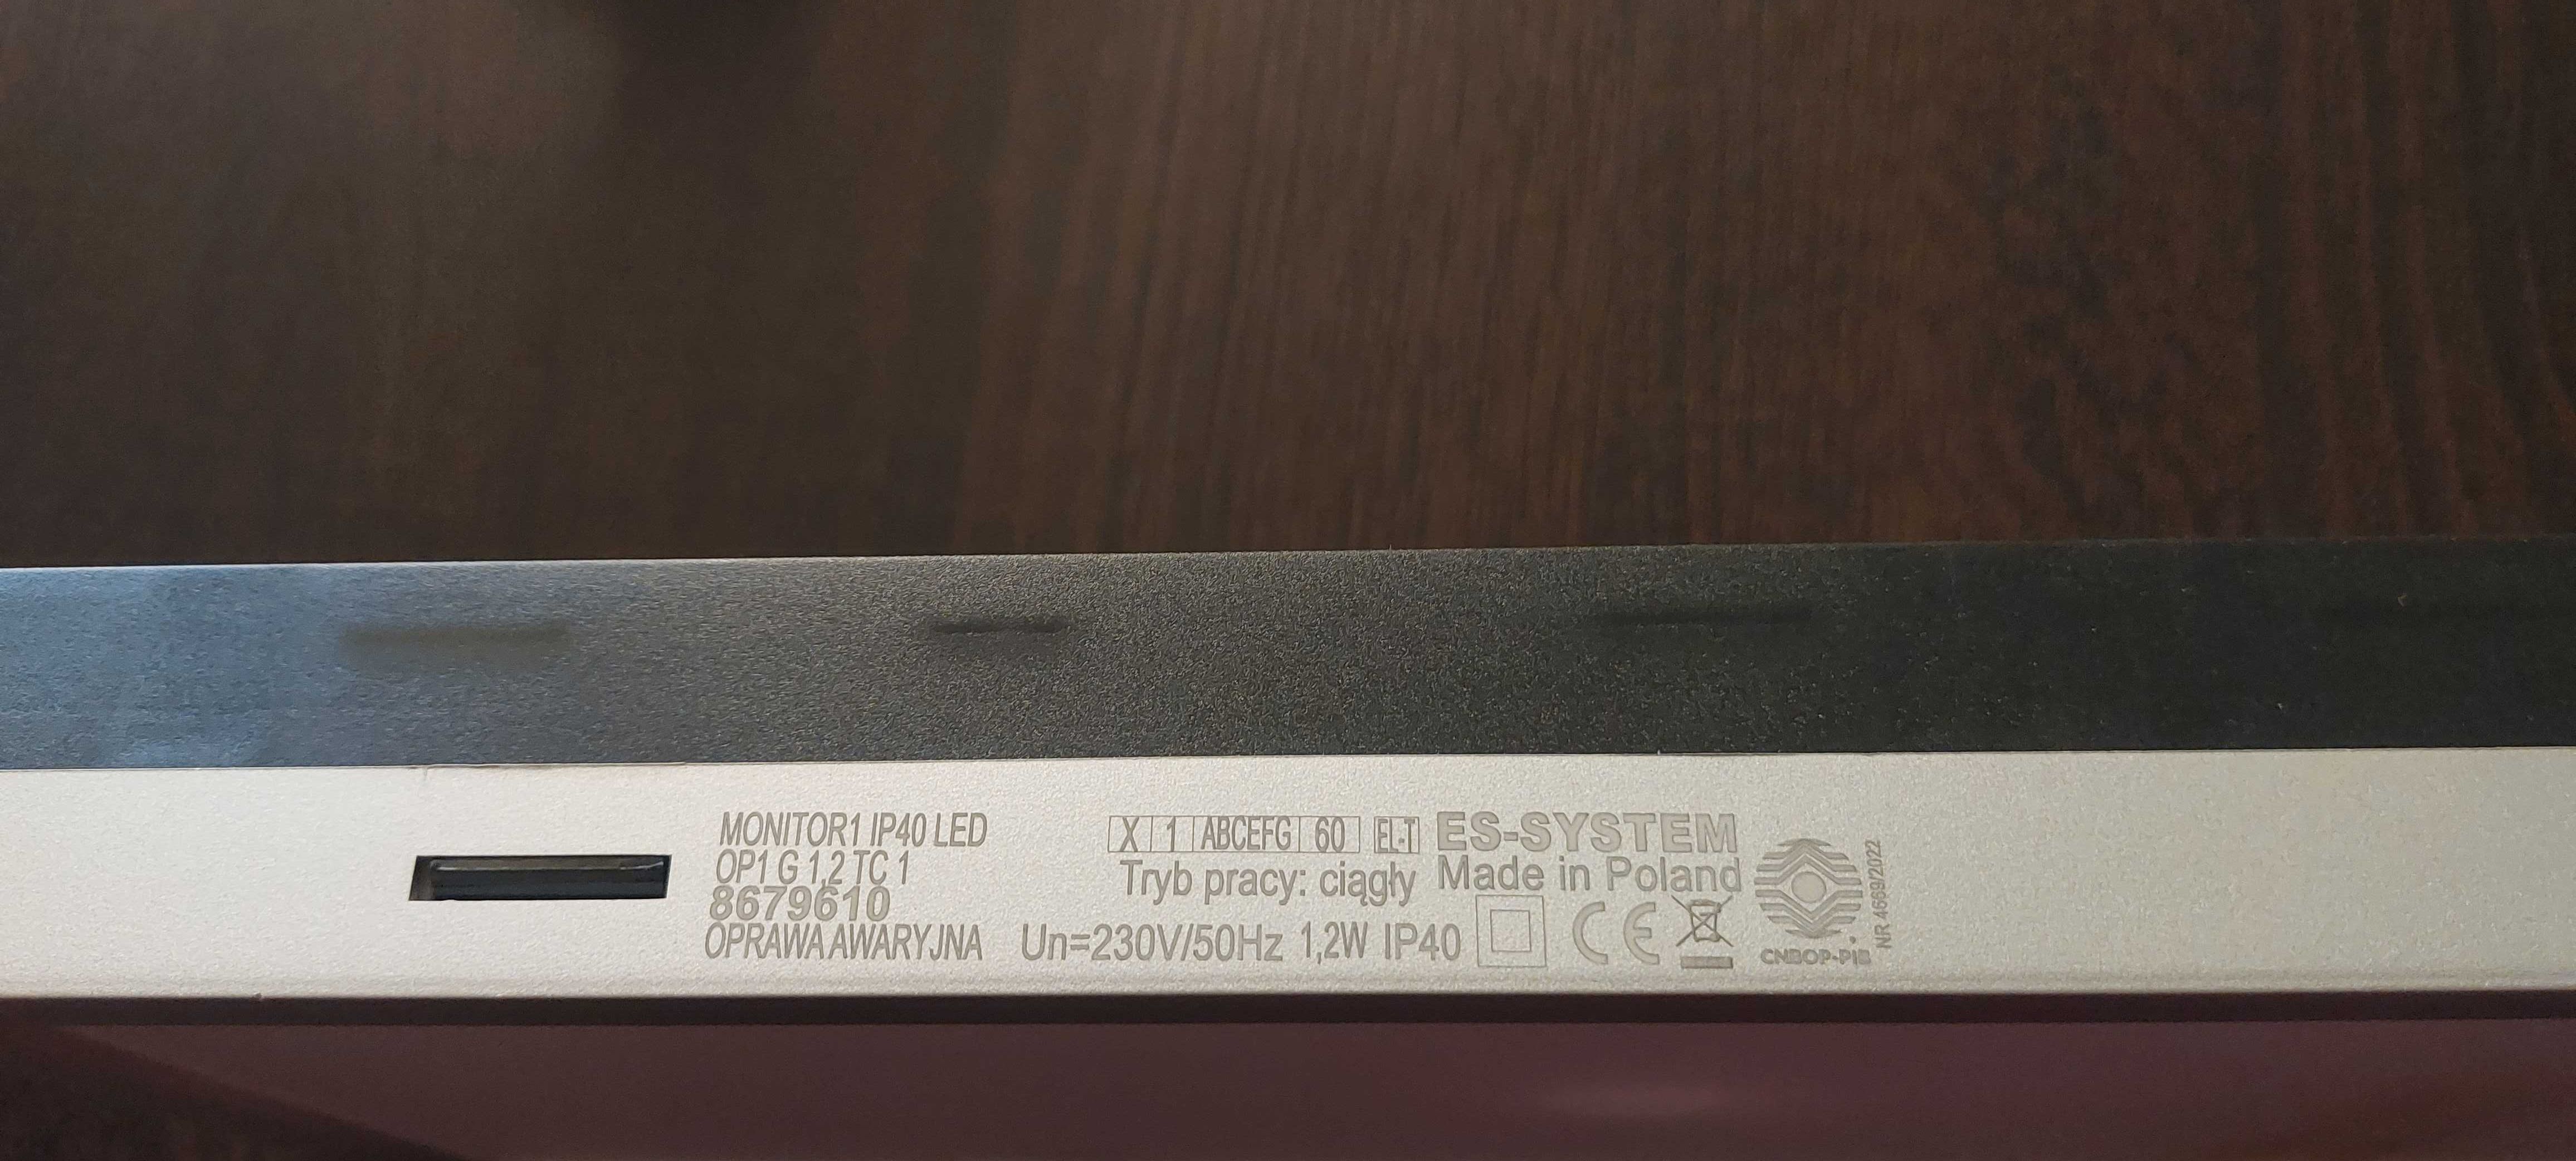 MONITOR1 IP40 LED
OP1 G 1,2 TC 1
8679610
OPRAWA AWARYJNA
X 1 ABCEFG 60 EL-T
Tryb pracy: ciągły
Un=230V/50Hz 1,2W IP40
ES-SYSTEM
Made in Poland
CE
CNBOP-PIB
NR 4669/2022